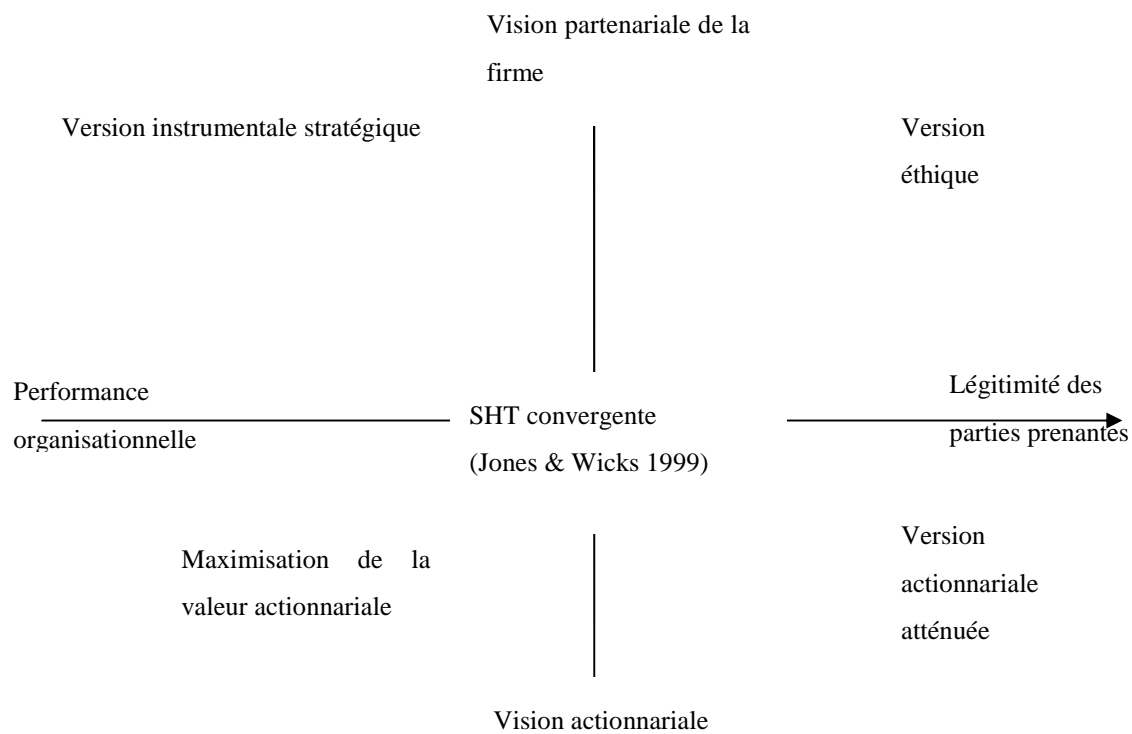 Vision partenariale de la
firme
Version instrumentale stratégique
Version
éthique
Performance
organisationnelle
SHT convergente
(Jones & Wicks 1999)
Légitimité des
parties prenantes
Maximisation de la
valeur actionnariale
Version
actionnariale
atténuée
Vision actionnariale